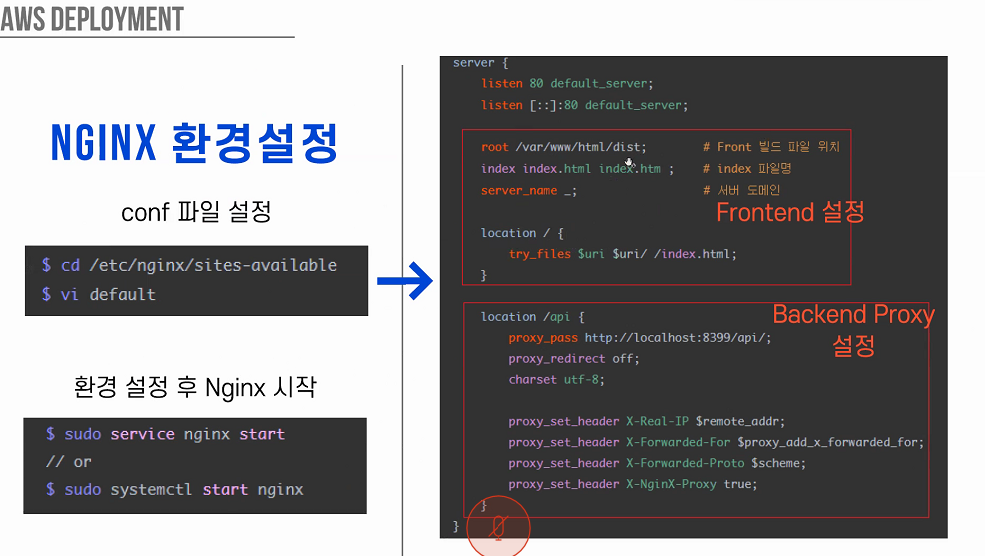 AWS DEPLOYMENT
NGINX 환경설정
conf 파일 설정
$ cd /etc/nginx/sites-available
$ vi default
환경 설정 후 Nginx 시작
$ sudo service nginx start
// or
$ sudo systemctl start nginx
server {
listen 80 default_server;
listen [::]:80 default_server;
root /var/www/html/dist; # Front 빌드 파일 위치
index index.html index.htm ; # index 파일명
server_name _; # 서버 도메인
Frontend 설정
location / {
try_files $uri $uri/ /index.html;
}
location /api {
Backend Proxy
설정
proxy_pass http://localhost:8399/api/;
proxy_redirect off;
charset utf-8;
proxy_set_header X-Real-IP $remote_addr;
proxy_set_header X-Forwarded-For $proxy_add_x_forwarded_for;
proxy_set_header X-Forwarded-Proto $scheme;
proxy_set_header X-NginX-Proxy true;
}
}